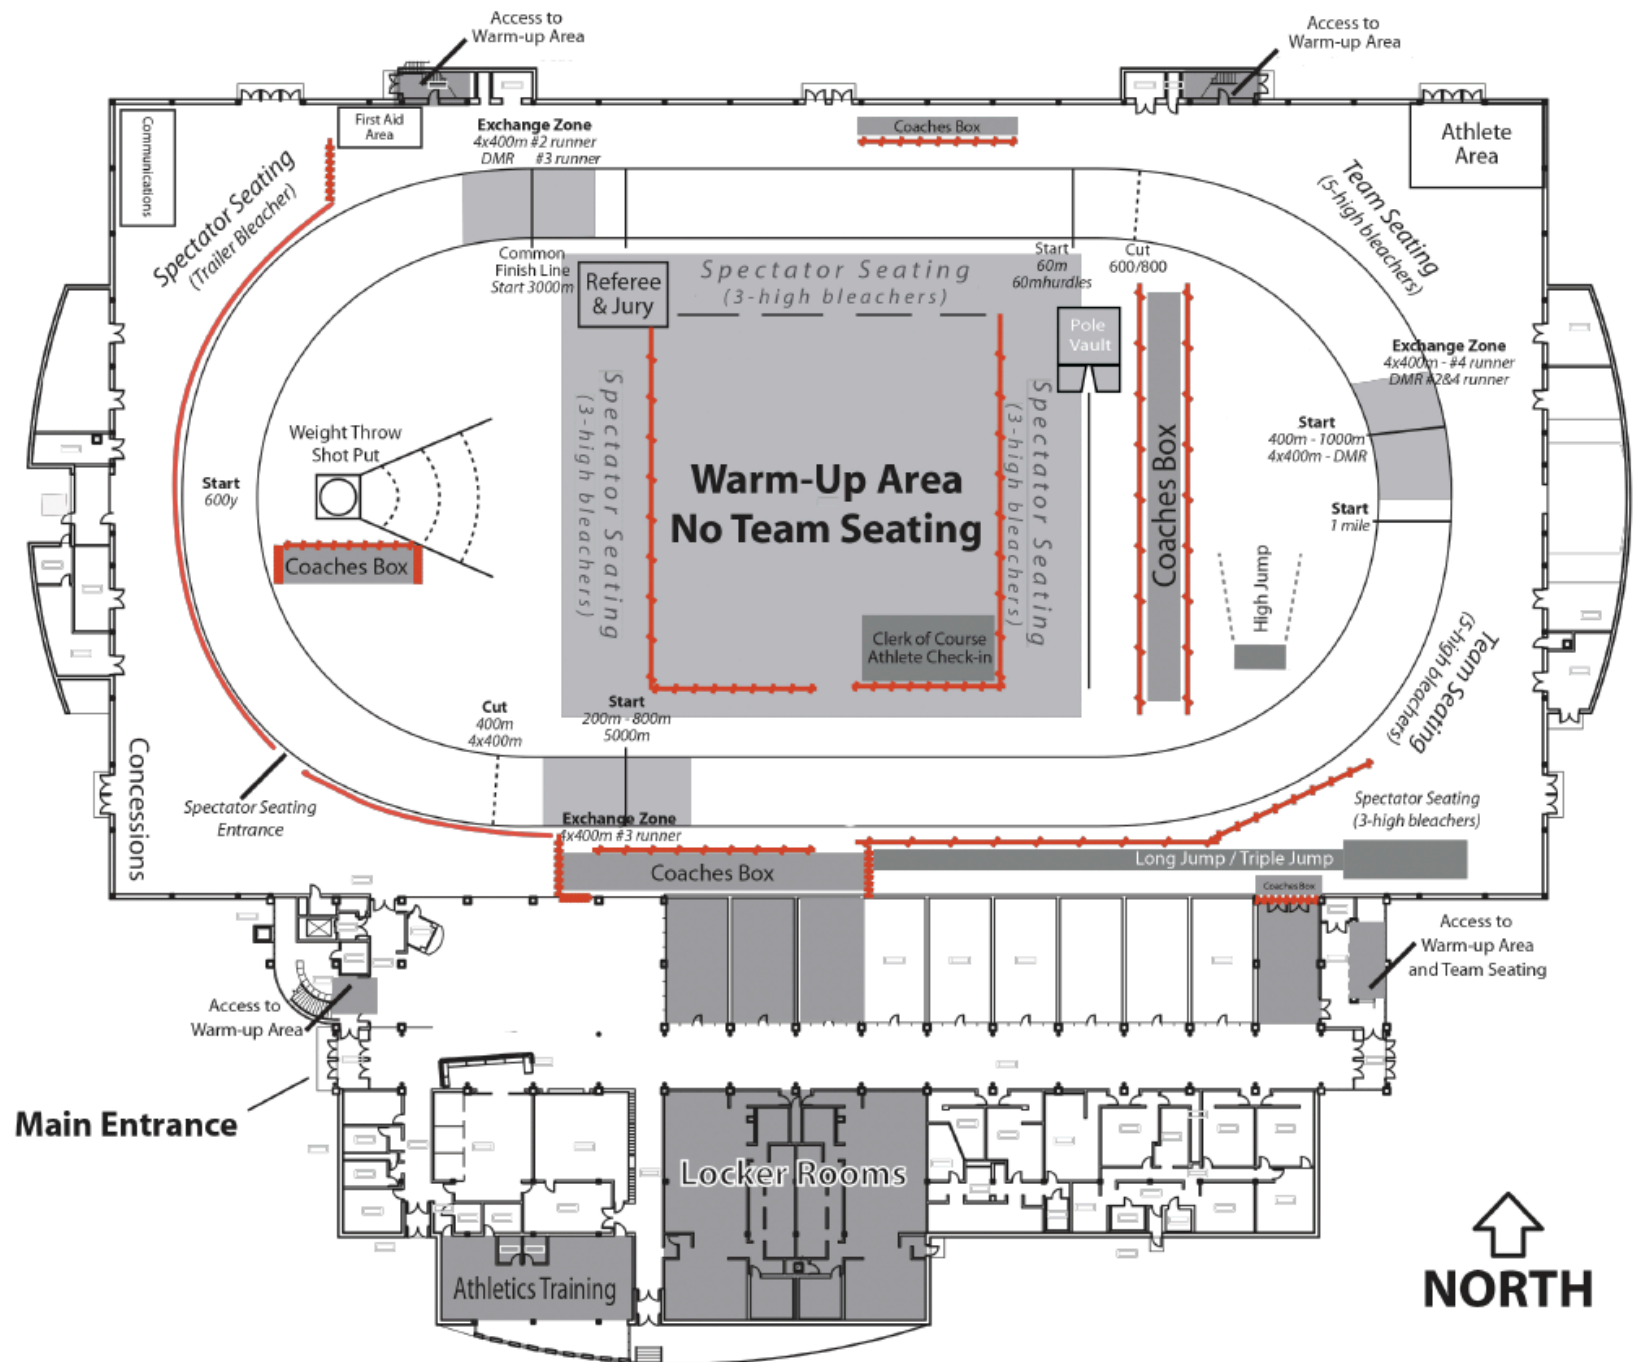 Access to
Warm-up Area
Access to
Warm-up Area
Communications
First Aid
Area
Exchange Zone
4x400m #2 runner
DMR #3 runner
Coaches Box
Athlete
Area
Spectator Seating
(Trailer Bleacher)
Team Seating
(5-high bleachers)
Common
Finish Line
Start 3000m
Referee
& Jury
Spectator Seating
(3-high bleachers)
Start
60m
60mhurdles
Cut
600/800
Pole
Vault
Exchange Zone
4x400m - #4 runner
DMR #2&4 runner
Start
400m - 1000m
4x400m - DMR
Start
1 mile
Weight Throw
Shot Put
Start
600y
Coaches Box
Spectator Seating
(3-high bleachers)
Warm-Up Area
No Team Seating
Spectator Seating
(3-high bleachers)
Coaches Box
High Jump
Clerk of Course
Athlete Check-in
Team Seating
(5-high bleachers)
Cut
400m
4x400m
Start
200m - 800m
5000m
Concessions
Spectator Seating
Entrance
Exchange Zone
4x400m #3 runner
Coaches Box
Spectator Seating
(3-high bleachers)
Long Jump / Triple Jump
Coaches Box
Access to
Warm-up Area
and Team Seating
Access to
Warm-up Area
Main Entrance
Locker Rooms
Athletics Training
NORTH